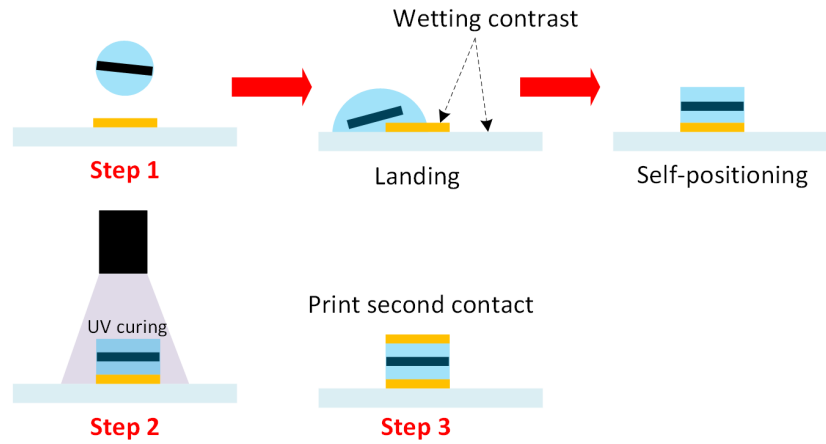 Wetting contrast
Step 1
Landing
Self-positioning
UV curing
Print second contact
Step 2
Step 3